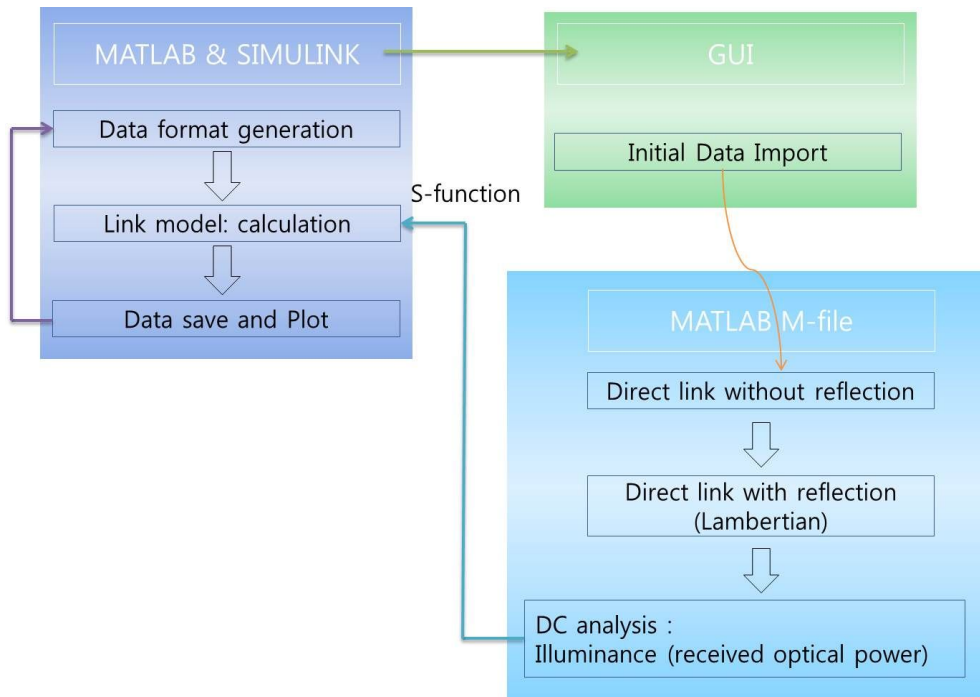 MATLAB & SIMULINK
Data format generation
Link model: calculation
Data save and Plot
S-function
GUI
Initial Data Import
MATLAB M-file
Direct link without reflection
Direct link with reflection
(Lambertian)
DC analysis :
Illuminance (received optical power)